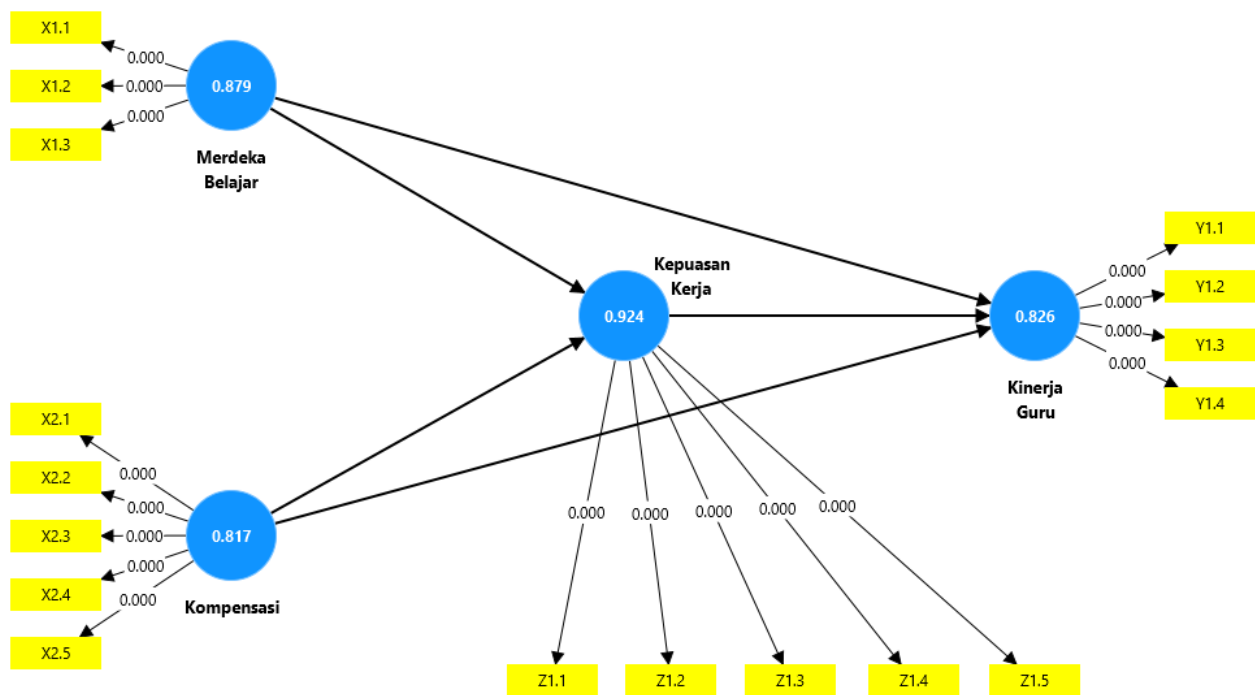 X1.1
0.000
X1.2
0.000
0.000
X1.3
0.879
Merdeka
Belajar
Kepuasan
Kerja
0.924
Y1.1
0.000
Y1.2
0.000
0.826
0.000
Y1.3
0.000
Y1.4
Kinerja
Guru
X2.1
0.000
X2.2
0.000
X2.3
0.000
0.817
X2.4
0.000
0.000
X2.5
Kompensasi
0.000
0.000
0.000
0.000
0.000
Z1.1
Z1.2
Z1.3
Z1.4
Z1.5